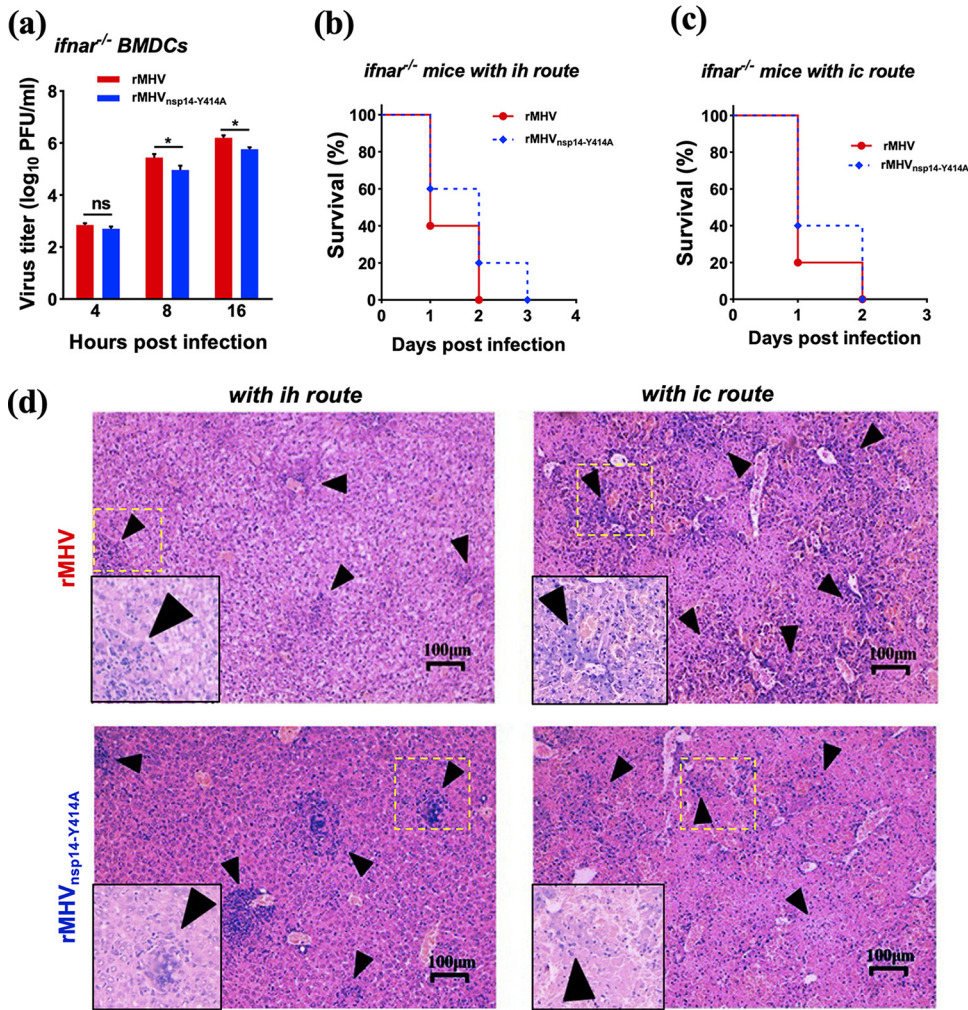 (a)
ifnar-/- BMDCs
rMHV
rMHVnsp14-Y414A
Virus titer (log10 PFU/ml)
8
6
4
2
0
ns
*
*
4 8 16
Hours post infection
(b)
ifnar-/- mice with ih route
rMHV
rMHVnsp14-Y414A
Survival (%)
100
80
60
40
20
0
0 1 2 3 4
Days post infection
(c)
ifnar-/- mice with ic route
rMHV
rMHVnsp14-Y414A
Survival (%)
100
80
60
40
20
0
0 1 2 3
Days post infection
(d)
with ih route
with ic route
rMHV
100μm
100μm
rMHVnsp14-Y414A
100μm
100μm